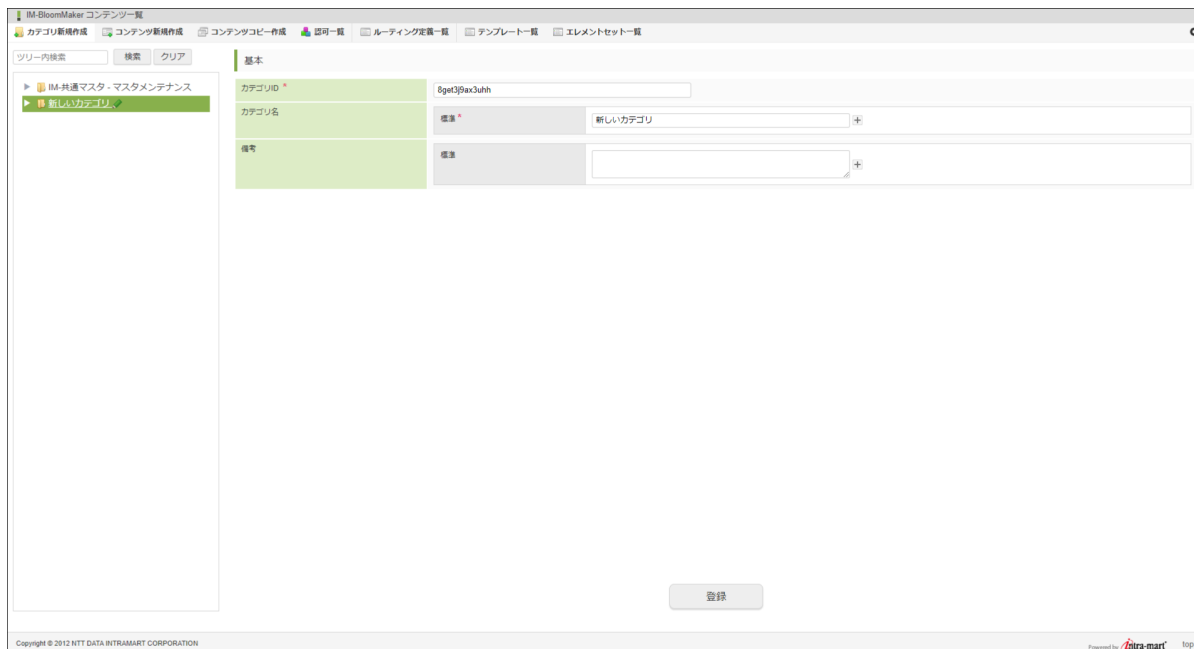 IM-BloomMaker コンテンツ一覧
カテゴリ新規作成 コンテンツ新規作成 コンテンツコピー作成 認可一覧 ルーティング定義一覧 テンプレート一覧 エレメントセット一覧
ツリー内検索 検索 クリア
基本
IM-共通マスタ - マスタメンテナンス
新しいカテゴリ
カテゴリID *
8get3j9ax3uhh
カテゴリ名
標準 *
新しいカテゴリ
備考
標準
登録
Copyright © 2012 NTT DATA INTRAMART CORPORATION
Powered by intra-mart top